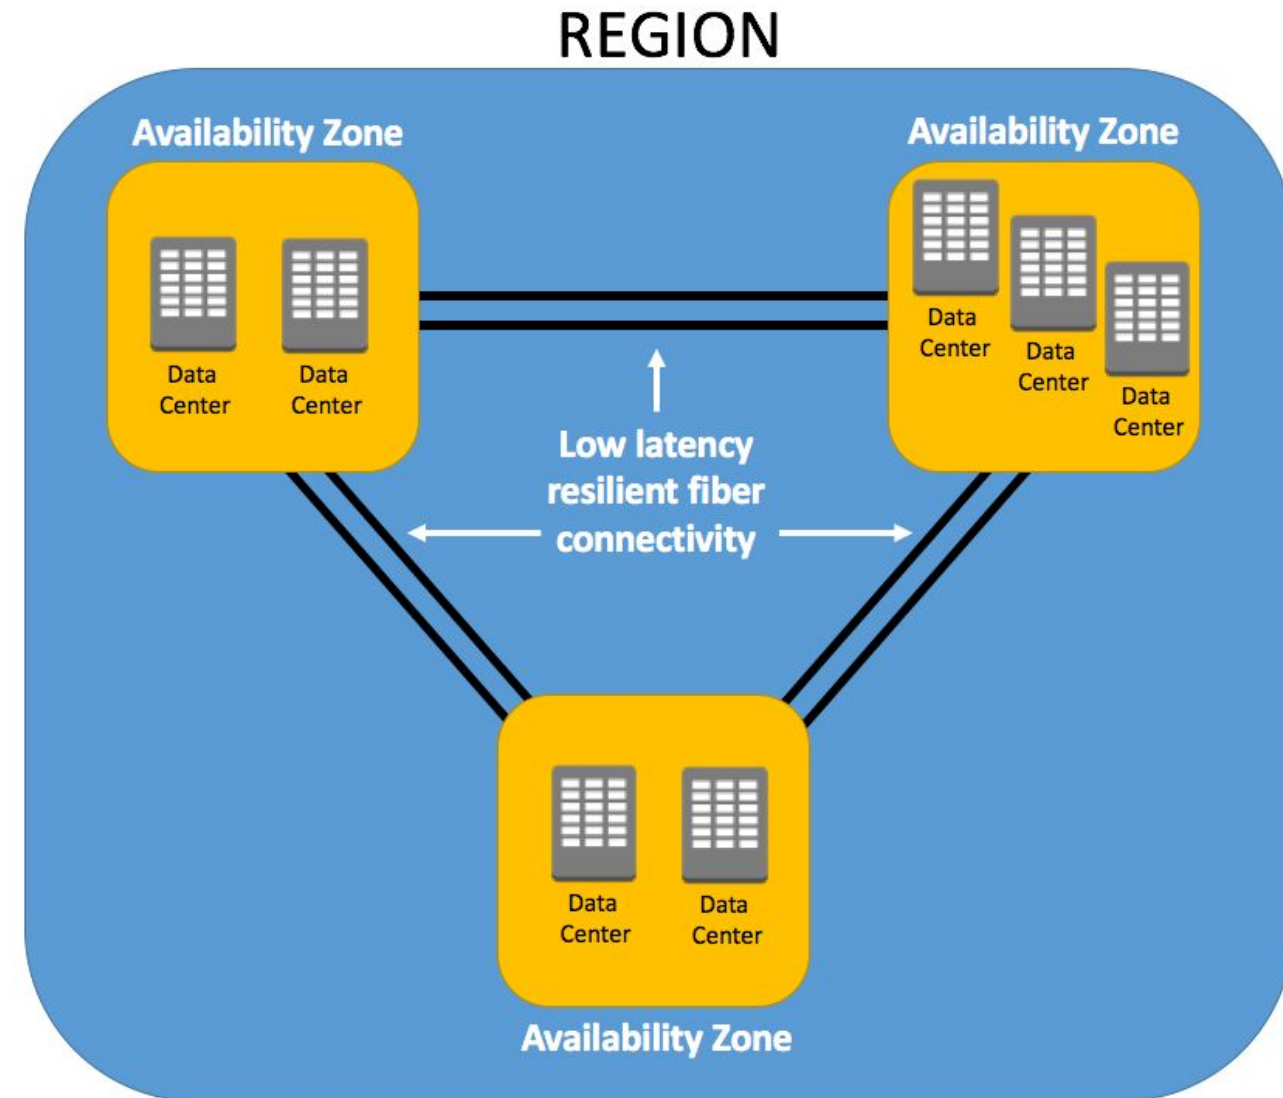 REGION
Availability Zone
Availability Zone
Data
Center
Data
Center
Data
Center
Data
Center
Data
Center
Low latency
resilient fiber
connectivity
Data
Center
Data
Center
Availability Zone